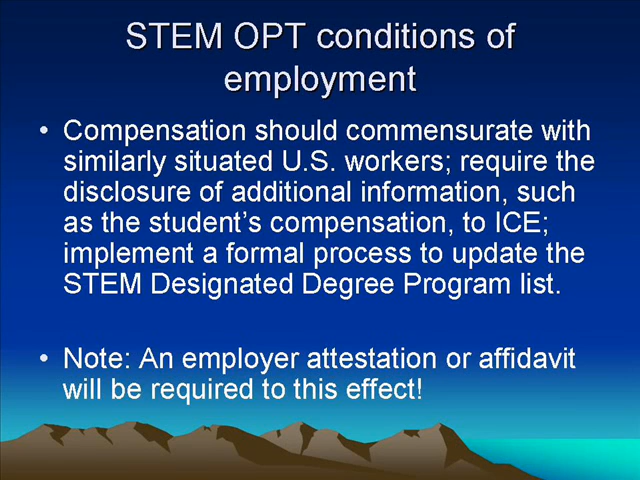 STEM OPT conditions of
employment
• Compensation should commensurate with
similarly situated U.S. workers; require the
disclosure of additional information, such
as the student's compensation, to ICE;
implement a formal process to update the
STEM Designated Degree Program list.
• Note: An employer attestation or affidavit
will be required to this effect!